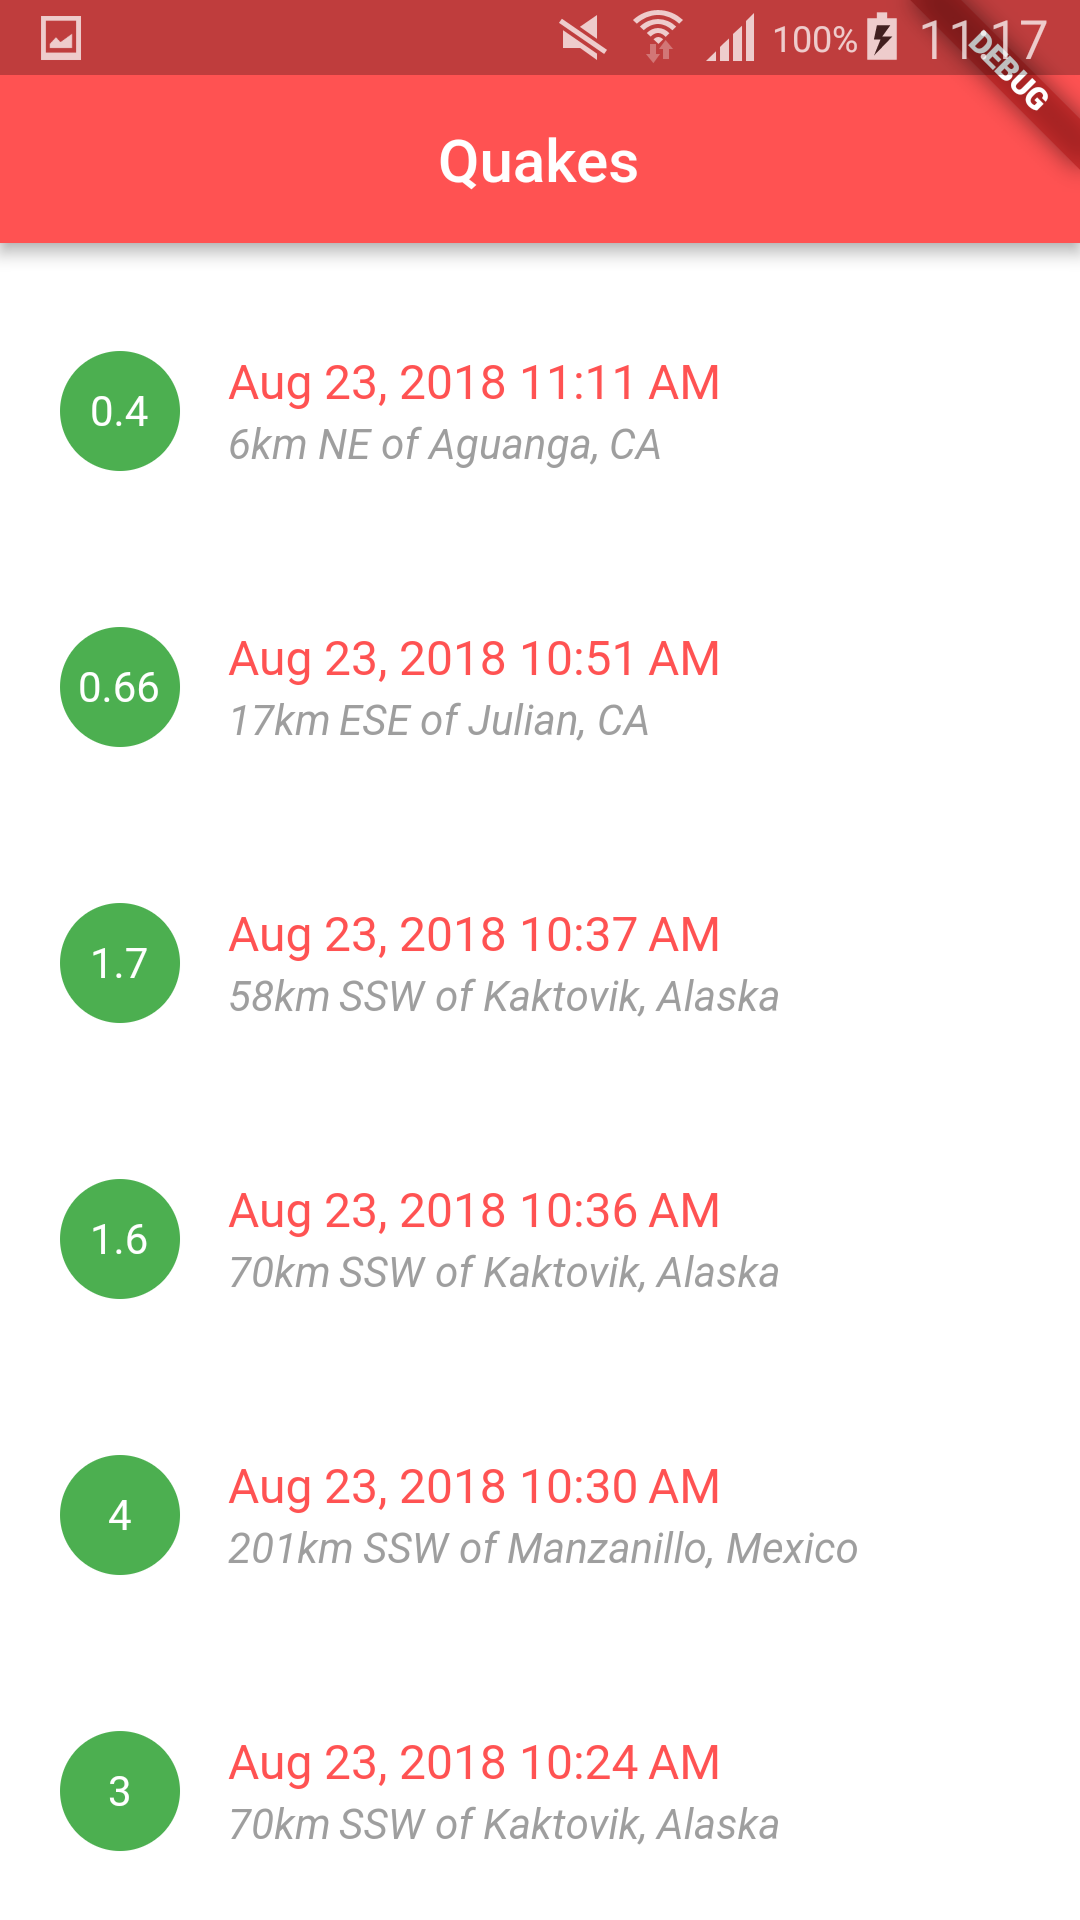 100% 11:17
DEBUG
Quakes
0.4
Aug 23, 2018 11:11 AM
6km NE of Aguanga, CA
0.66
Aug 23, 2018 10:51 AM
17km ESE of Julian, CA
1.7
Aug 23, 2018 10:37 AM
58km SSW of Kaktovik, Alaska
1.6
Aug 23, 2018 10:36 AM
70km SSW of Kaktovik, Alaska
4
Aug 23, 2018 10:30 AM
201km SSW of Manzanillo, Mexico
3
Aug 23, 2018 10:24 AM
70km SSW of Kaktovik, Alaska